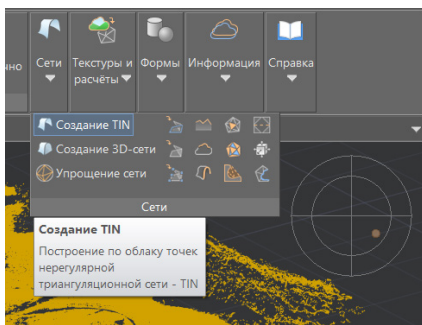 чно
Сети
Текстуры и
расчёты
Формы
Информация
Справка
Создание TIN
Создание 3D-сети
Упрощение сети
Сети
Создание TIN
Построение по облаку точек
нерегулярной
триангуляционной сети - TIN